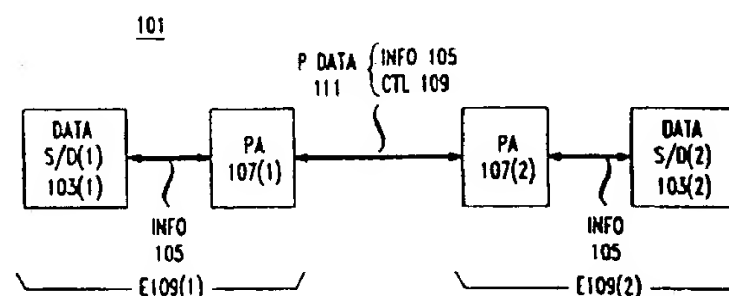 101
P DATA { INFO 105
111 CTL 109
DATA
S/D(1)
103(1)
PA
107(1)
PA
107(2)
DATA
S/D(2)
103(2)
INFO
105
INFO
105
E109(1)
E109(2)